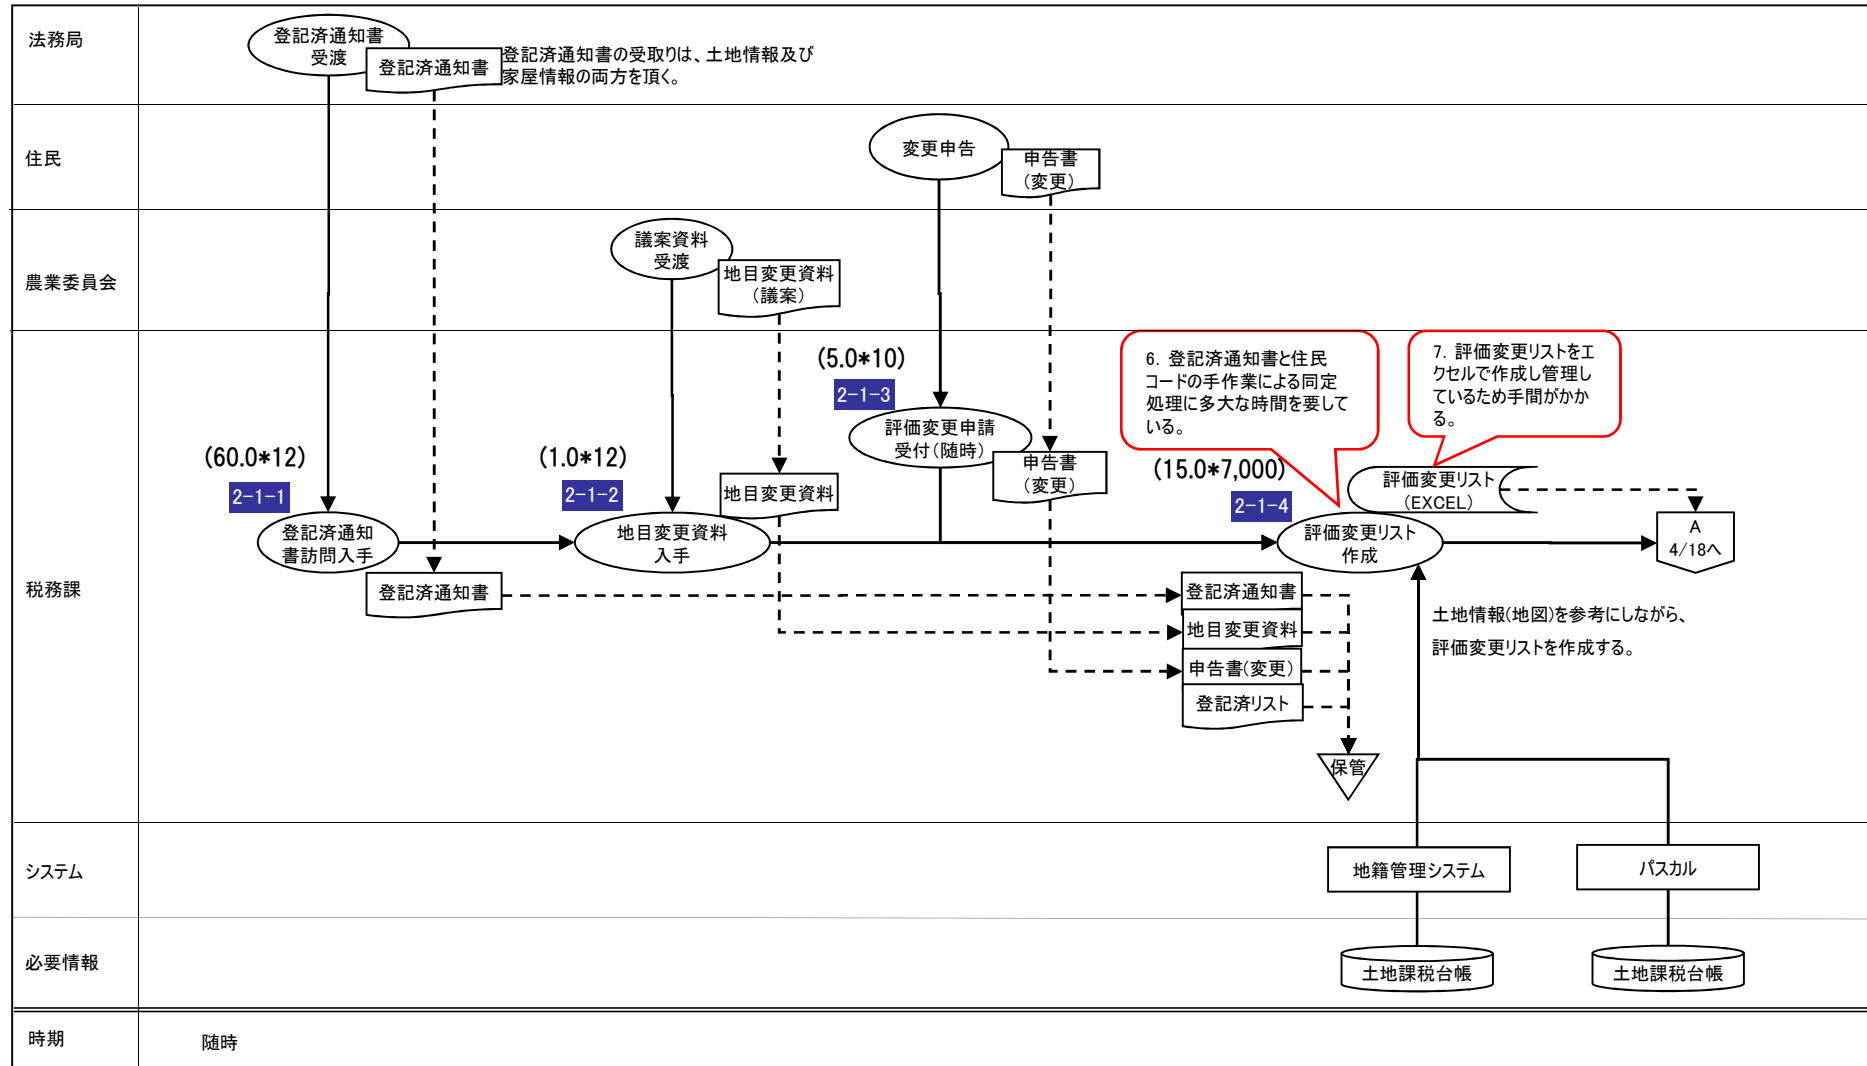 法務局
登記済通知書
受渡
登記済通知書
登記済通知書の受取りは、土地情報及び
家屋情報の両方を頂く。
住民
変更申告
申告書
(変更)
農業委員会
議案資料
受渡
地目変更資料
(議案)
税務課
(60.0*12)
2-1-1
登記済通知
書訪問入手
登記済通知書
(1.0*12)
2-1-2
地目変更資料
入手
地目変更資料
(5.0*10)
2-1-3
評価変更申請
受付(随時)
申告書
(変更)
6. 登記済通知書と住民
コードの手作業による同定
処理に多大な時間を要して
いる。
7. 評価変更リストをエ
クセルで作成し管理し
ているため手間がかか
る。
(15.0*7,000)
2-1-4
評価変更リスト
(EXCEL)
評価変更リスト
作成
A
4/18へ
登記済通知書
地目変更資料
申告書(変更)
登記済リスト
保管
土地情報(地図)を参考にしながら、
評価変更リストを作成する。
システム
地籍管理システム
パスカル
必要情報
土地課税台帳
土地課税台帳
時期
随時